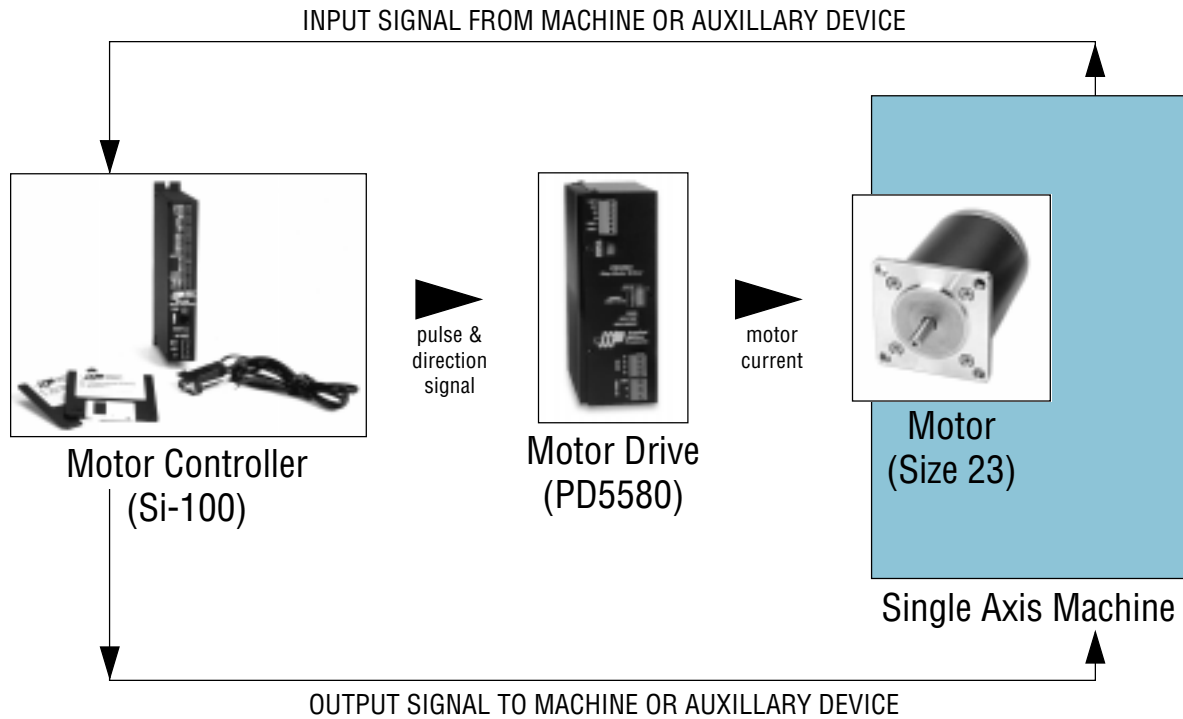 INPUT SIGNAL FROM MACHINE OR AUXILLARY DEVICE
pulse &
direction
signal
motor
current
Motor Controller
(Si-100)
Motor Drive
(PD5580)
Motor
(Size 23)
Single Axis Machine
OUTPUT SIGNAL TO MACHINE OR AUXILLARY DEVICE